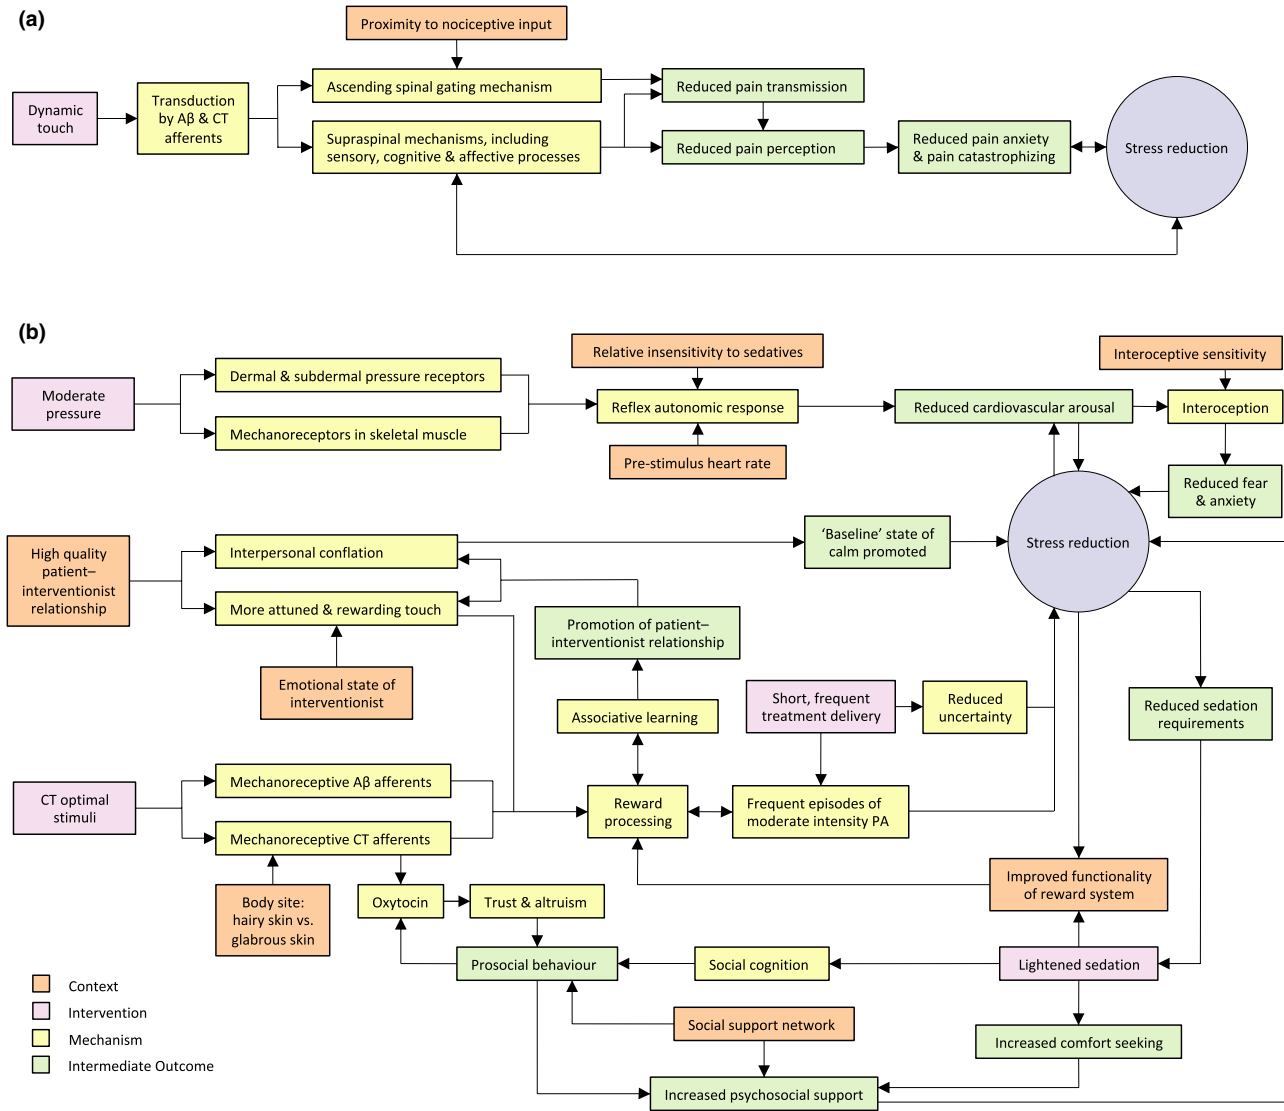 (a)
Proximity to nociceptive input
Dynamic
touch
Transduction
by Aβ & CT
afferents
Ascending spinal gating mechanism
Supraspinal mechanisms, including
sensory, cognitive & affective processes
Reduced pain transmission
Reduced pain perception
Reduced pain anxiety
& pain catastrophizing
Stress reduction
(b)
Moderate
pressure
Dermal & subdermal pressure receptors
Mechanoreceptors in skeletal muscle
Relative insensitivity to sedatives
Reflex autonomic response
Pre-stimulus heart rate
Reduced cardiovascular arousal
Interoceptive sensitivity
Interoception
Reduced fear
& anxiety
High quality
patient–
interventionist
relationship
Interpersonal conflation
More attuned & rewarding touch
Emotional state of
interventionist
‘Baseline’ state of
calm promoted
Stress reduction
Promotion of patient–
interventionist relationship
Associative learning
Short, frequent
treatment delivery
Reduced
uncertainty
Reduced sedation
requirements
CT optimal
stimuli
Mechanoreceptive Aβ afferents
Mechanoreceptive CT afferents
Reward
processing
Frequent episodes of
moderate intensity PA
Body site:
hairy skin vs.
glabrous skin
Oxytocin
Trust & altruism
Improved functionality
of reward system
Prosocial behaviour
Social cognition
Lightened sedation
Social support network
Increased comfort seeking
Increased psychosocial support
Context
Intervention
Mechanism
Intermediate Outcome